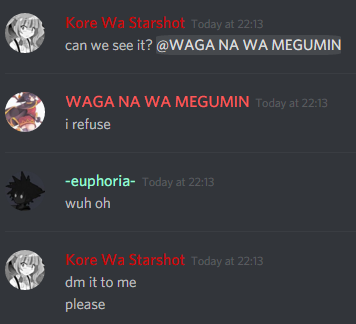 Kore Wa Starshot Today at 22:13
can we see it? @WAGA NA WA MEGUMIN
WAGA NA WA MEGUMIN Today at 22:13
i refuse
-euphoria- Today at 22:13
wuh oh
Kore Wa Starshot Today at 22:13
dm it to me
please